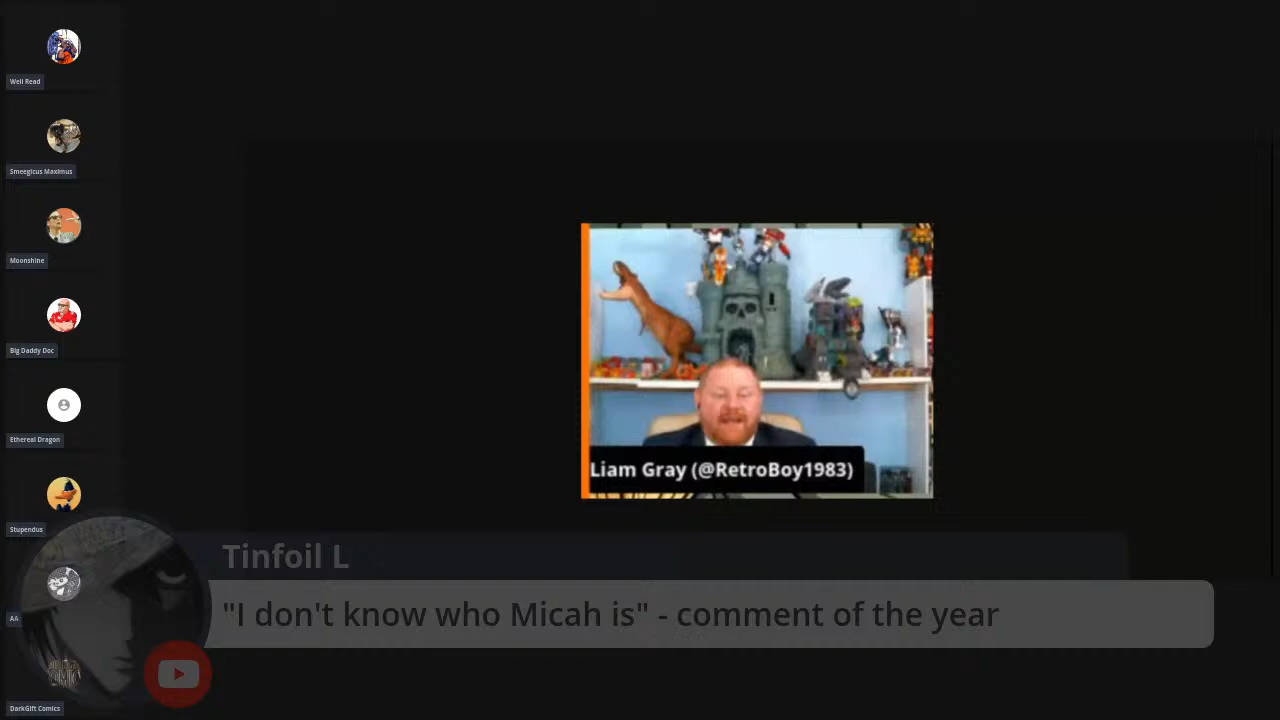 Well Read
Smeegicus Maximus
Moonshine
Big Daddy Doc
Ethereal Dragon
Stupendus
AA
DarkGift Comics
Liam Gray (@RetroBoy1983)
Tinfoil L
"I don't know who Micah is" - comment of the year